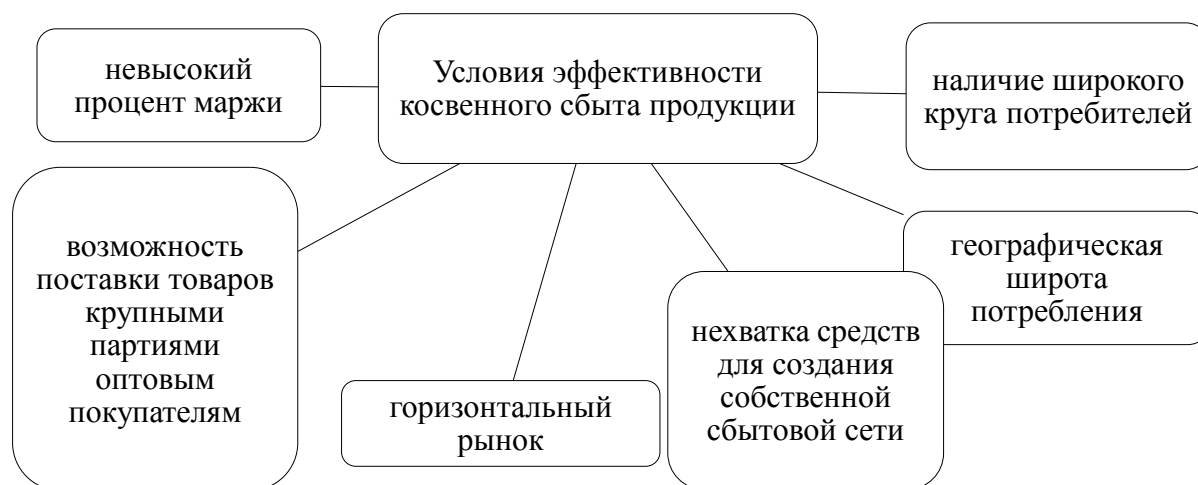 невысокий
процент маржи
Условия эффективности
косвенного сбыта продукции
наличие широкого
круга потребителей
возможность
поставки товаров
крупными
партиями
оптовым
покупателям
горизонтальный
рынок
нехватка средств
для создания
собственной
сбытовой сети
географическая
широта
потребления